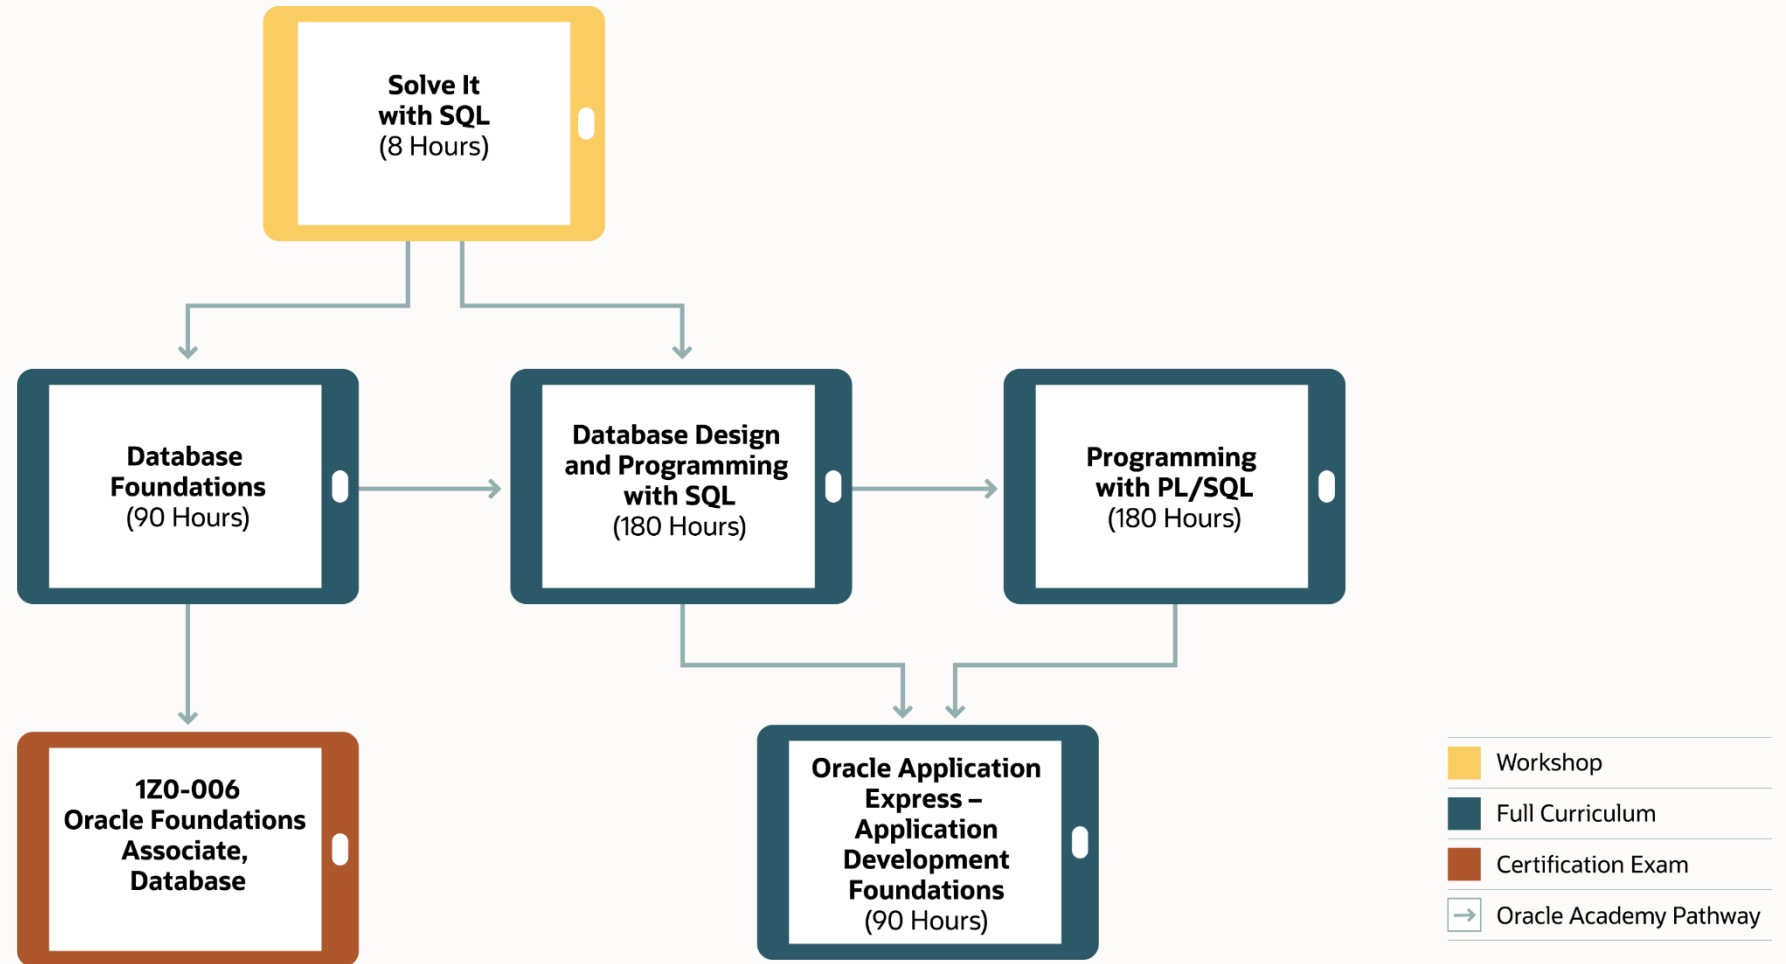 Solve It
with SQL
(8 Hours)
Database
Foundations
(90 Hours)
Database Design
and Programming
with SQL
(180 Hours)
Programming
with PL/SQL
(180 Hours)
1Z0-006
Oracle Foundations
Associate,
Database
Oracle Application
Express –
Application
Development
Foundations
(90 Hours)
Workshop
Full Curriculum
Certification Exam
Oracle Academy Pathway